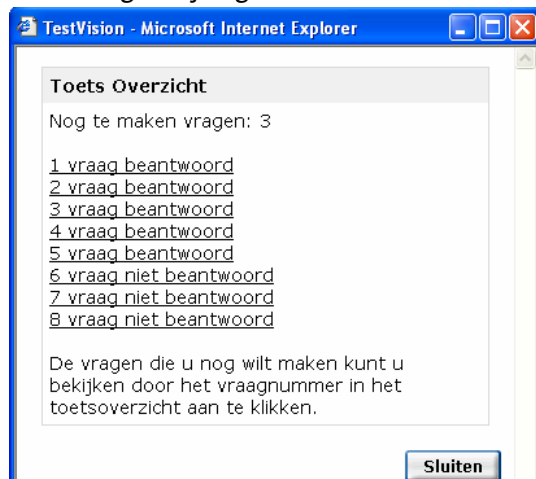 TestVision - Microsoft Internet Explorer
Toets Overzicht
Nog te maken vragen: 3
1 vraag beantwoord
2 vraag beantwoord
3 vraag beantwoord
4 vraag beantwoord
5 vraag beantwoord
6 vraag niet beantwoord
7 vraag niet beantwoord
8 vraag niet beantwoord
De vragen die u nog wilt maken kunt u
bekijken door het vraagnummer in het
toetsoverzicht aan te klikken.
Sluiten